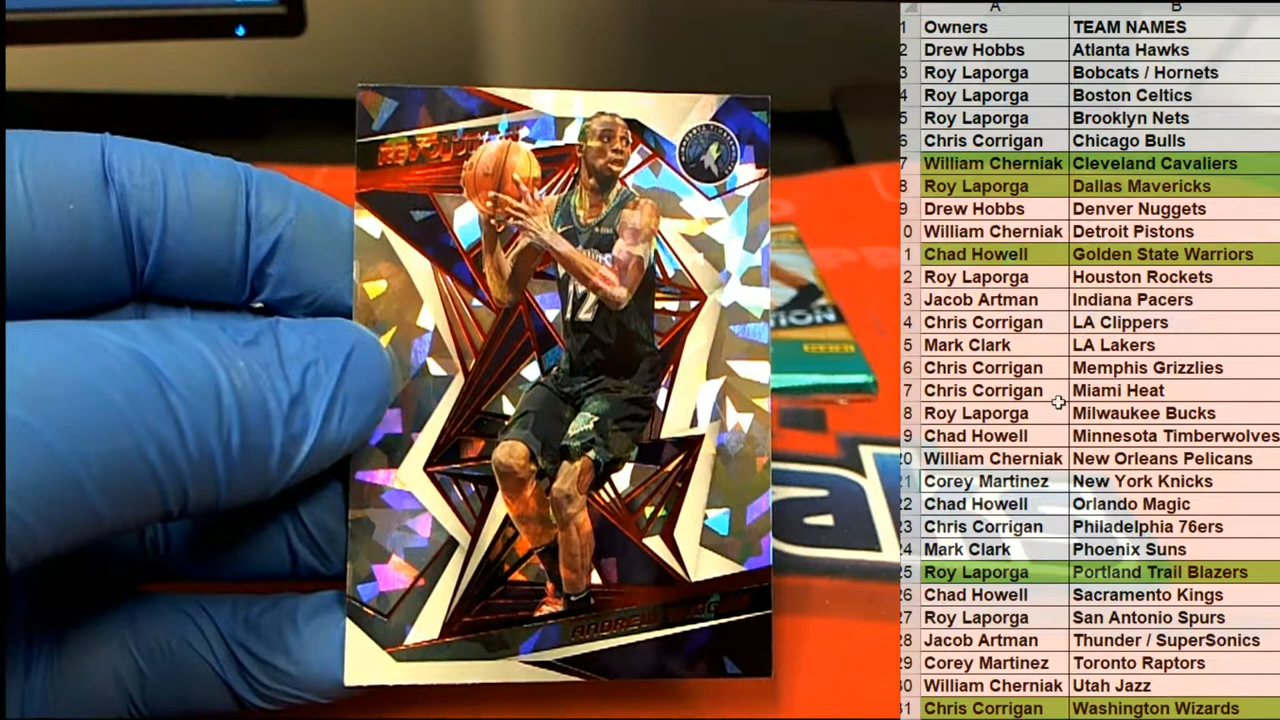 A B
1 Owners TEAM NAMES
2 Drew Hobbs Atlanta Hawks
3 Roy Laporga Bobcats / Hornets
4 Roy Laporga Boston Celtics
5 Roy Laporga Brooklyn Nets
6 Chris Corrigan Chicago Bulls
7 William Cherniak Cleveland Cavaliers
8 Roy Laporga Dallas Mavericks
9 Drew Hobbs Denver Nuggets
0 William Cherniak Detroit Pistons
1 Chad Howell Golden State Warriors
2 Roy Laporga Houston Rockets
3 Jacob Artman Indiana Pacers
4 Chris Corrigan LA Clippers
5 Mark Clark LA Lakers
6 Chris Corrigan Memphis Grizzlies
7 Chris Corrigan Miami Heat
8 Roy Laporga Milwaukee Bucks
9 Chad Howell Minnesota Timberwolves
20 William Cherniak New Orleans Pelicans
21 Corey Martinez New York Knicks
22 Chad Howell Orlando Magic
23 Chris Corrigan Philadelphia 76ers
24 Mark Clark Phoenix Suns
25 Roy Laporga Portland Trail Blazers
26 Chad Howell Sacramento Kings
27 Roy Laporga San Antonio Spurs
28 Jacob Artman Thunder / SuperSonics
29 Corey Martinez Toronto Raptors
30 William Cherniak Utah Jazz
31 Chris Corrigan Washington Wizards
12
ANDREW
PANINI